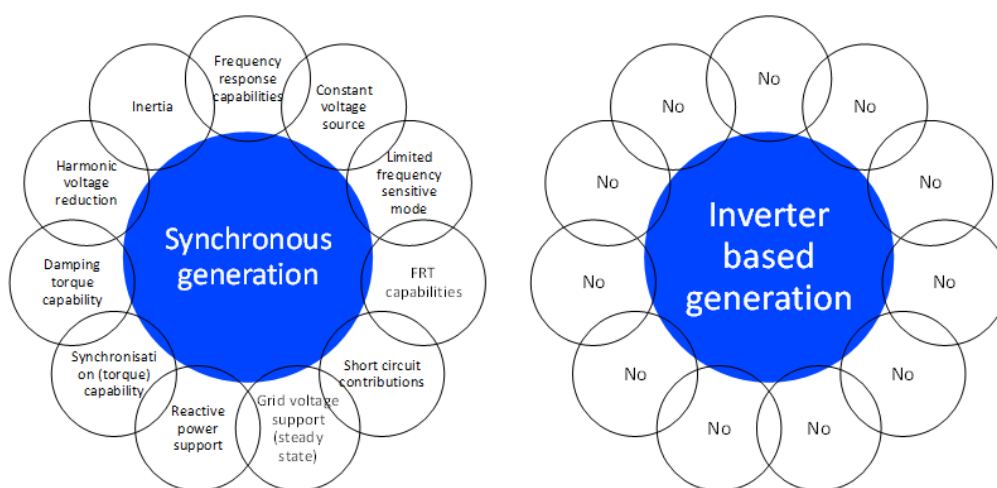 Frequency
response
capabilities
Constant
voltage
source
Limited
frequency
sensitive
mode
FRT
capabilities
Short circuit
contributions
Grid voltage
support
(steady
state)
Reactive
power
support
Synchronisati
on (torque)
capability
Damping
torque
capability
Harmonic
voltage
reduction
Inertia
Synchronous
generation
No
No
No
No
No
No
No
No
No
No
No
Inverter
based
generation